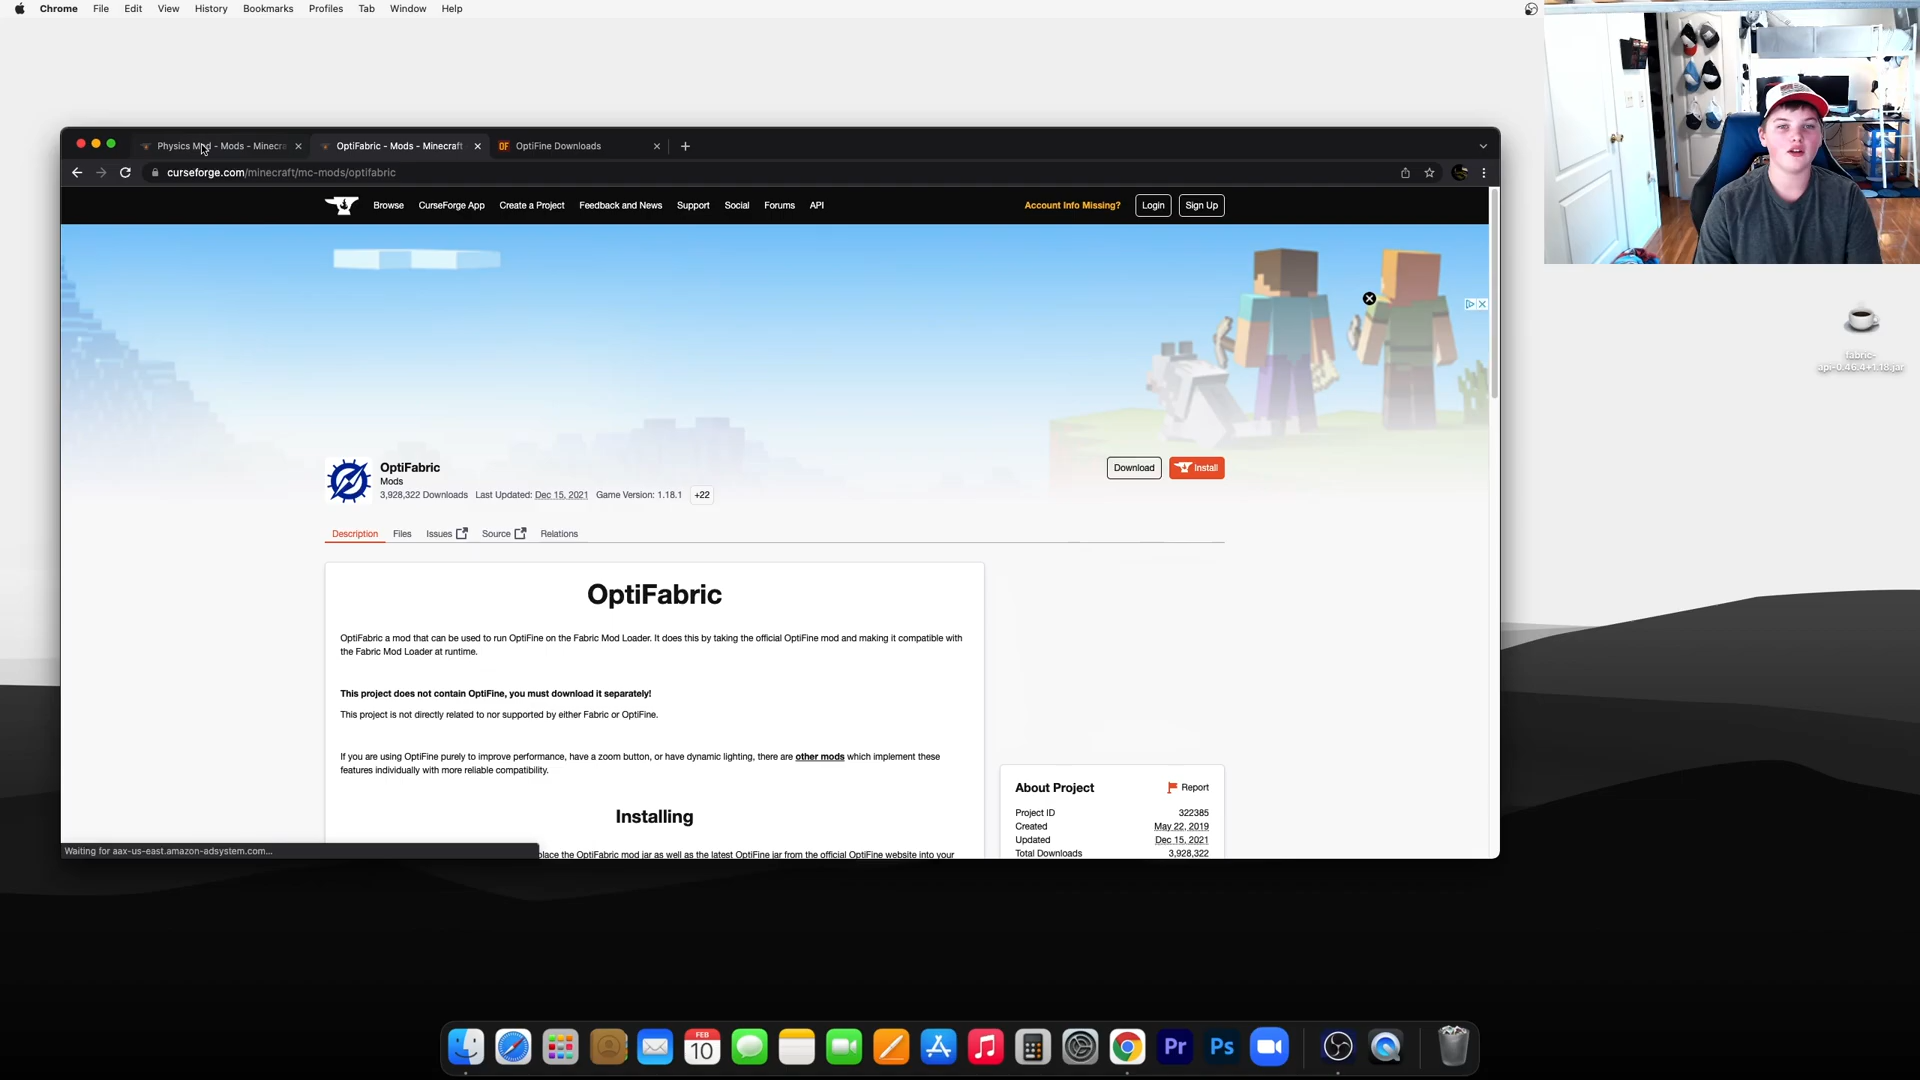 Chrome File Edit View History Bookmarks Profiles Tab Window Help
Physics Mod - Mods - Minecra
OptiFabric - Mods - Minecraft
OF OptiFine Downloads
curseforge.com/minecraft/mc-mods/optifabric
Browse CurseForge App Create a Project Feedback and News Support Social Forums API
Account Info Missing? Login Sign Up
fabric-
api-0.46.4+1.18.jar
OptiFabric
Mods
3,928,322 Downloads Last Updated: Dec 15, 2021 Game Version: 1.18.1 +22
Download Install
Description Files Issues Source Relations
OptiFabric
OptiFabric a mod that can be used to run OptiFine on the Fabric Mod Loader. It does this by taking the official OptiFine mod and making it compatible with
the Fabric Mod Loader at runtime.
This project does not contain OptiFine, you must download it separately!
This project is not directly related to nor supported by either Fabric or OptiFine.
If you are using OptiFine purely to improve performance, have a zoom button, or have dynamic lighting, there are other mods which implement these
features individually with more reliable compatibility.
Installing
place the OptiFabric mod jar as well as the latest OptiFine jar from the official OptiFine website into your
About Project Report
Project ID 322385
Created May 22, 2019
Updated Dec 15, 2021
Total Downloads 3,928,322
Waiting for aax-us-east.amazon-adsystem.com...
FEB
10
Pr
Ps